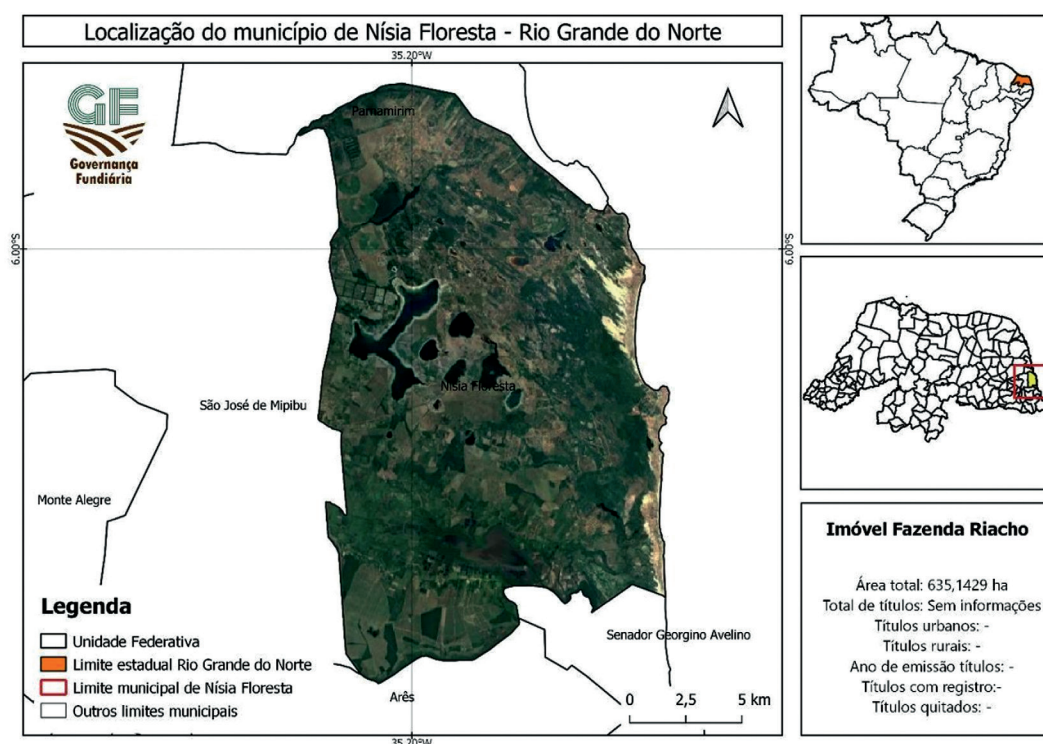 Localização do município de Nísia Floresta - Rio Grande do Norte
35.20°W
GF
Governança
Fundiária
Parnamirim
6.00°S
6.00°S
Nísia Floresta
São José de Mipibu
Monte Alegre
Legenda
Unidade Federativa
Limite estadual Rio Grande do Norte
Limite municipal de Nísia Floresta
Outros limites municipais
Senador Georgino Avelino
Arês
0 2,5 5 km
35.20°W
Imóvel Fazenda Riacho
Área total: 635,1429 ha
Total de títulos: Sem informações
Títulos urbanos: -
Títulos rurais: -
Ano de emissão títulos: -
Títulos com registro:-
Títulos quitados: -